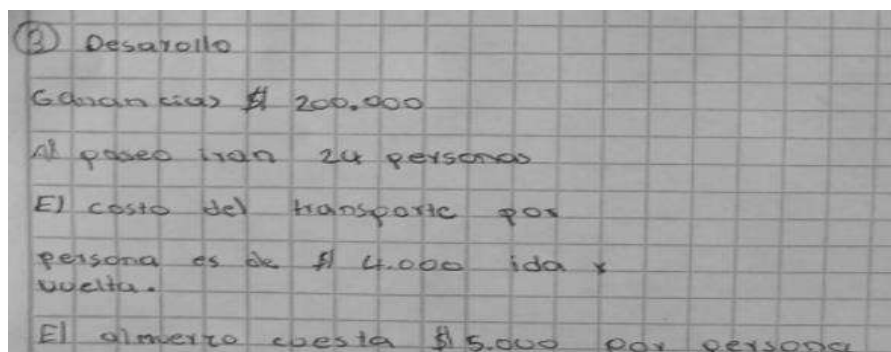 ③ Desarollo
Ganancias $ 200.000
Al paseo iran 24 personas
El costo del transporte por
persona es de $ 4.000 ida y
vuelta.
El almuerzo cuesta $ 5.000 por persona